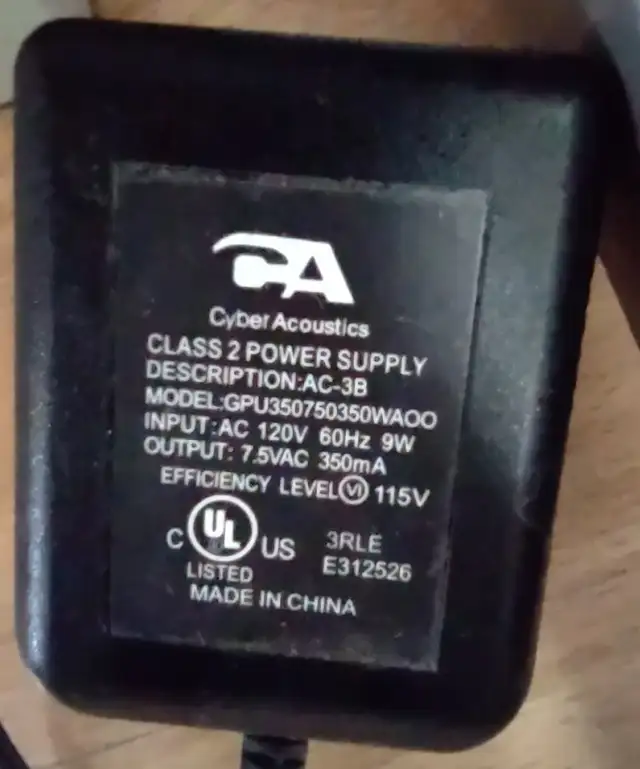 CA
Cyber Acoustics
CLASS 2 POWER SUPPLY
DESCRIPTION:AC-3B
MODEL:GPU350750350WAOO
INPUT:AC 120V 60Hz 9W
OUTPUT: 7.5VAC 350mA
EFFICIENCY LEVEL VI 115V
C UL US 3RLE
LISTED E312526
MADE IN CHINA